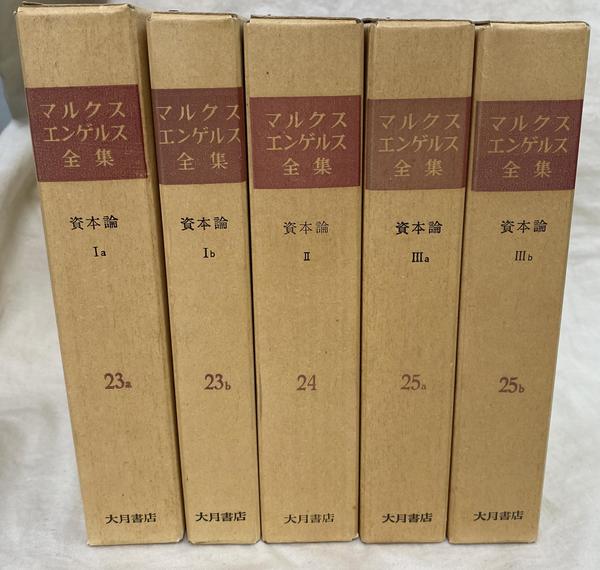 マルクス
エンゲルス
全集
資本論
Ⅰa
23a
大月書店
マルクス
エンゲルス
全集
資本論
Ⅰb
23b
大月書店
マルクス
エンゲルス
全集
資本論
Ⅱ
24
大月書店
マルクス
エンゲルス
全集
資本論
Ⅲa
25a
大月書店
マルクス
エンゲルス
全集
資本論
Ⅲb
25b
大月書店